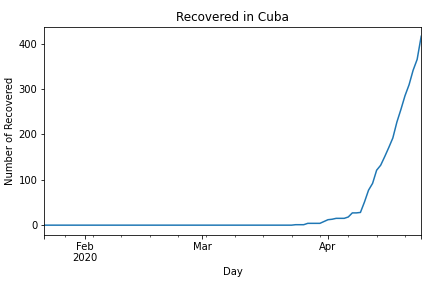 Recovered in Cuba
400
300
200
100
0
Number of Recovered
Feb
2020
Mar
Apr
Day